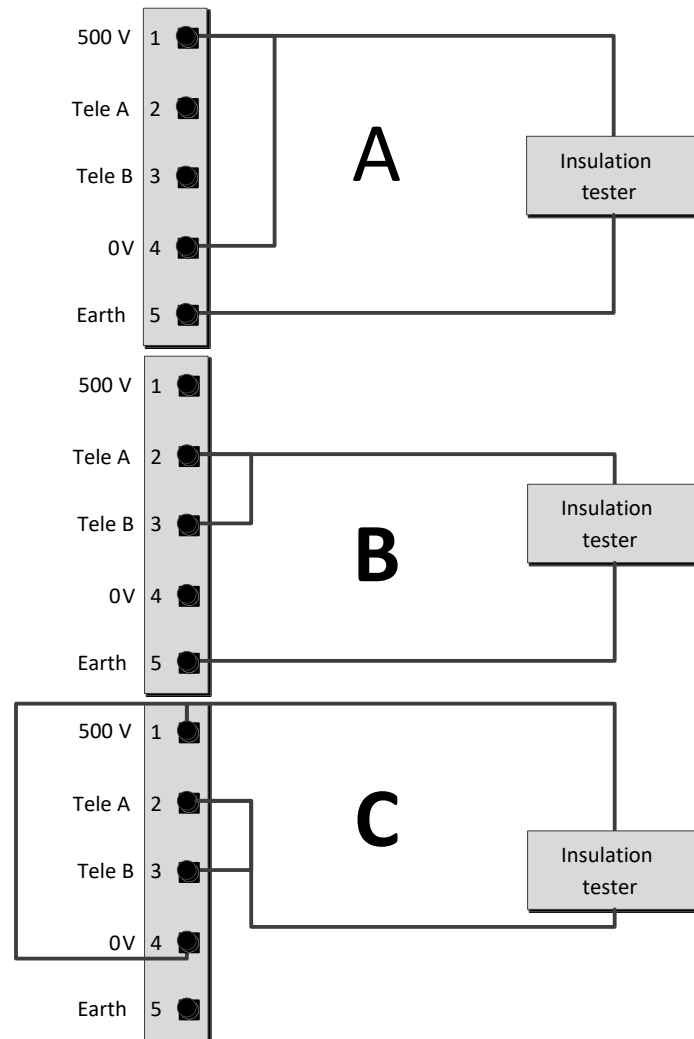 500 V 1
Tele A 2
Tele B 3
0V 4
Earth 5
A
Insulation
tester
500 V 1
Tele A 2
Tele B 3
0V 4
Earth 5
B
Insulation
tester
500 V 1
Tele A 2
Tele B 3
0V 4
Earth 5
C
Insulation
tester